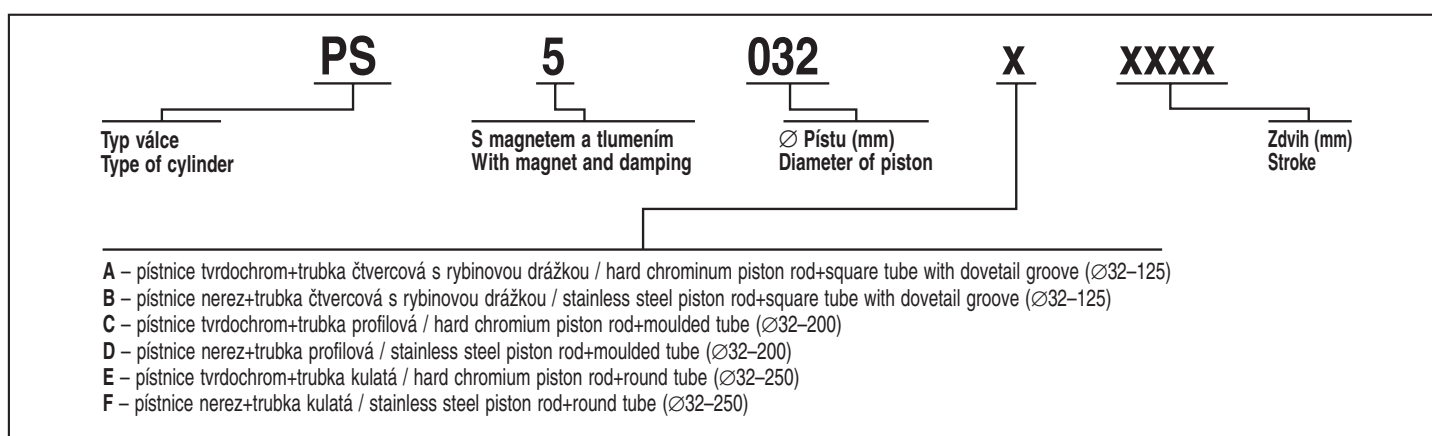 PS 5 032 x xxxx
Typ válce S magnetem a tlumením ∅ Pístu (mm) Zdvih (mm)
Type of cylinder With magnet and damping Diameter of piston Stroke
A – pístnice tvrdochrom+trubka čtvercová s rybinovou drážkou / hard chrominum piston rod+square tube with dovetail groove (∅32–125)
B – pístnice nerez+trubka čtvercová s rybinovou drážkou / stainless steel piston rod+square tube with dovetail groove (∅32–125)
C – pístnice tvrdochrom+trubka profilová / hard chromium piston rod+moulded tube (∅32–200)
D – pístnice nerez+trubka profilová / stainless steel piston rod+moulded tube (∅32–200)
E – pístnice tvrdochrom+trubka kulatá / hard chromium piston rod+round tube (∅32–250)
F – pístnice nerez+trubka kulatá / stainless steel piston rod+round tube (∅32–250)